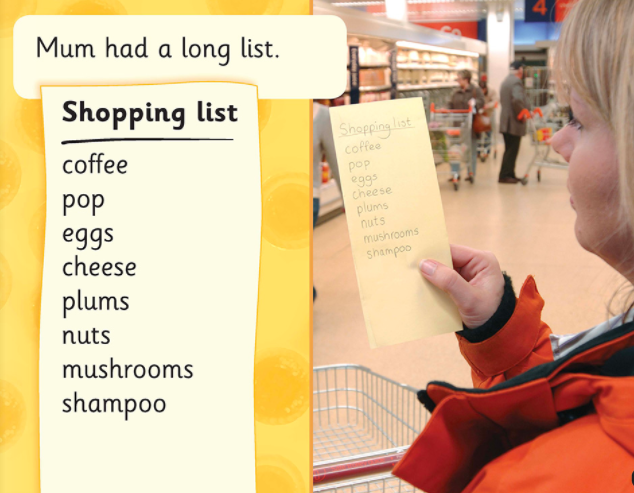 Mum had a long list.
Shopping list
coffee
pop
eggs
cheese
plums
nuts
mushrooms
shampoo
Shopping list
coffee
pop
eggs
cheese
plums
nuts
mushrooms
shampoo
4